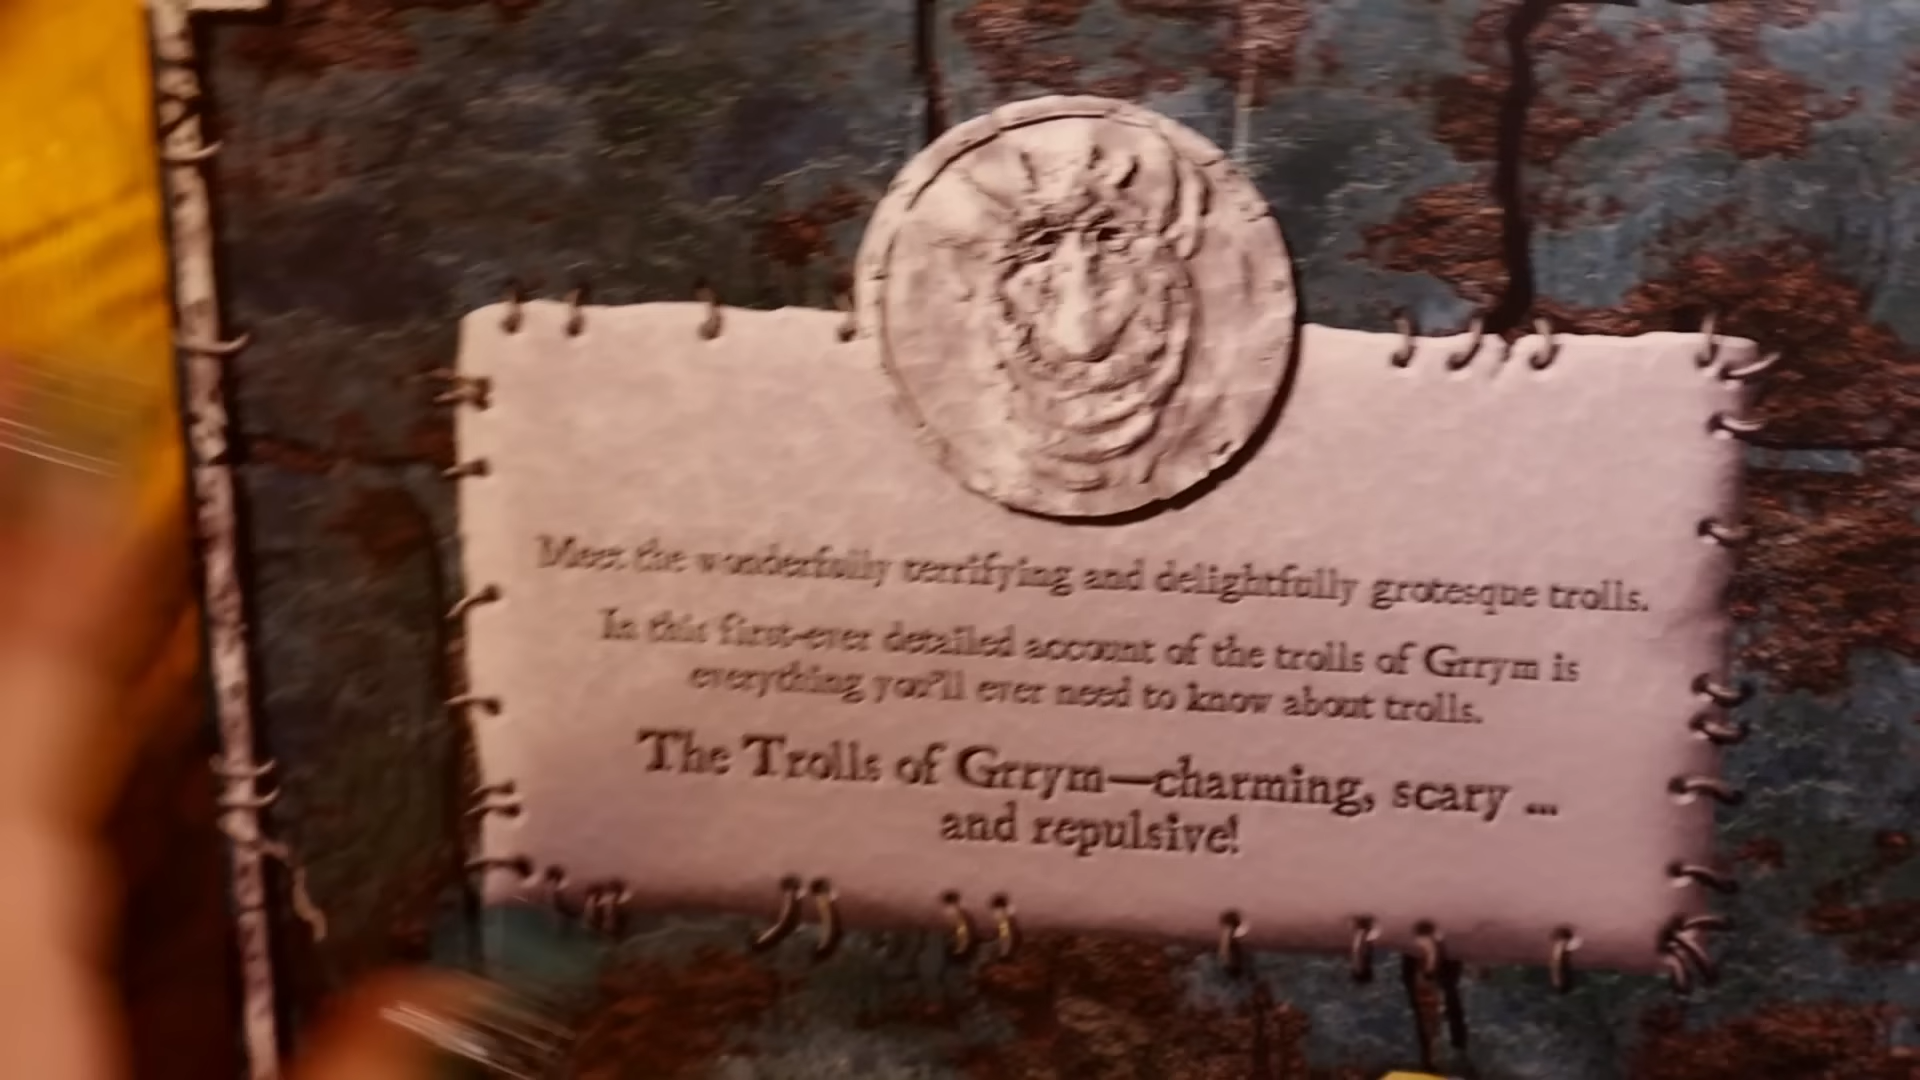 Meet the wonderfully terrifying and delightfully grotesque trolls.
In this first-ever detailed account of the trolls of Grrym is
everything you'll ever need to know about trolls.
The Trolls of Grrym—charming, scary ...
and repulsive!